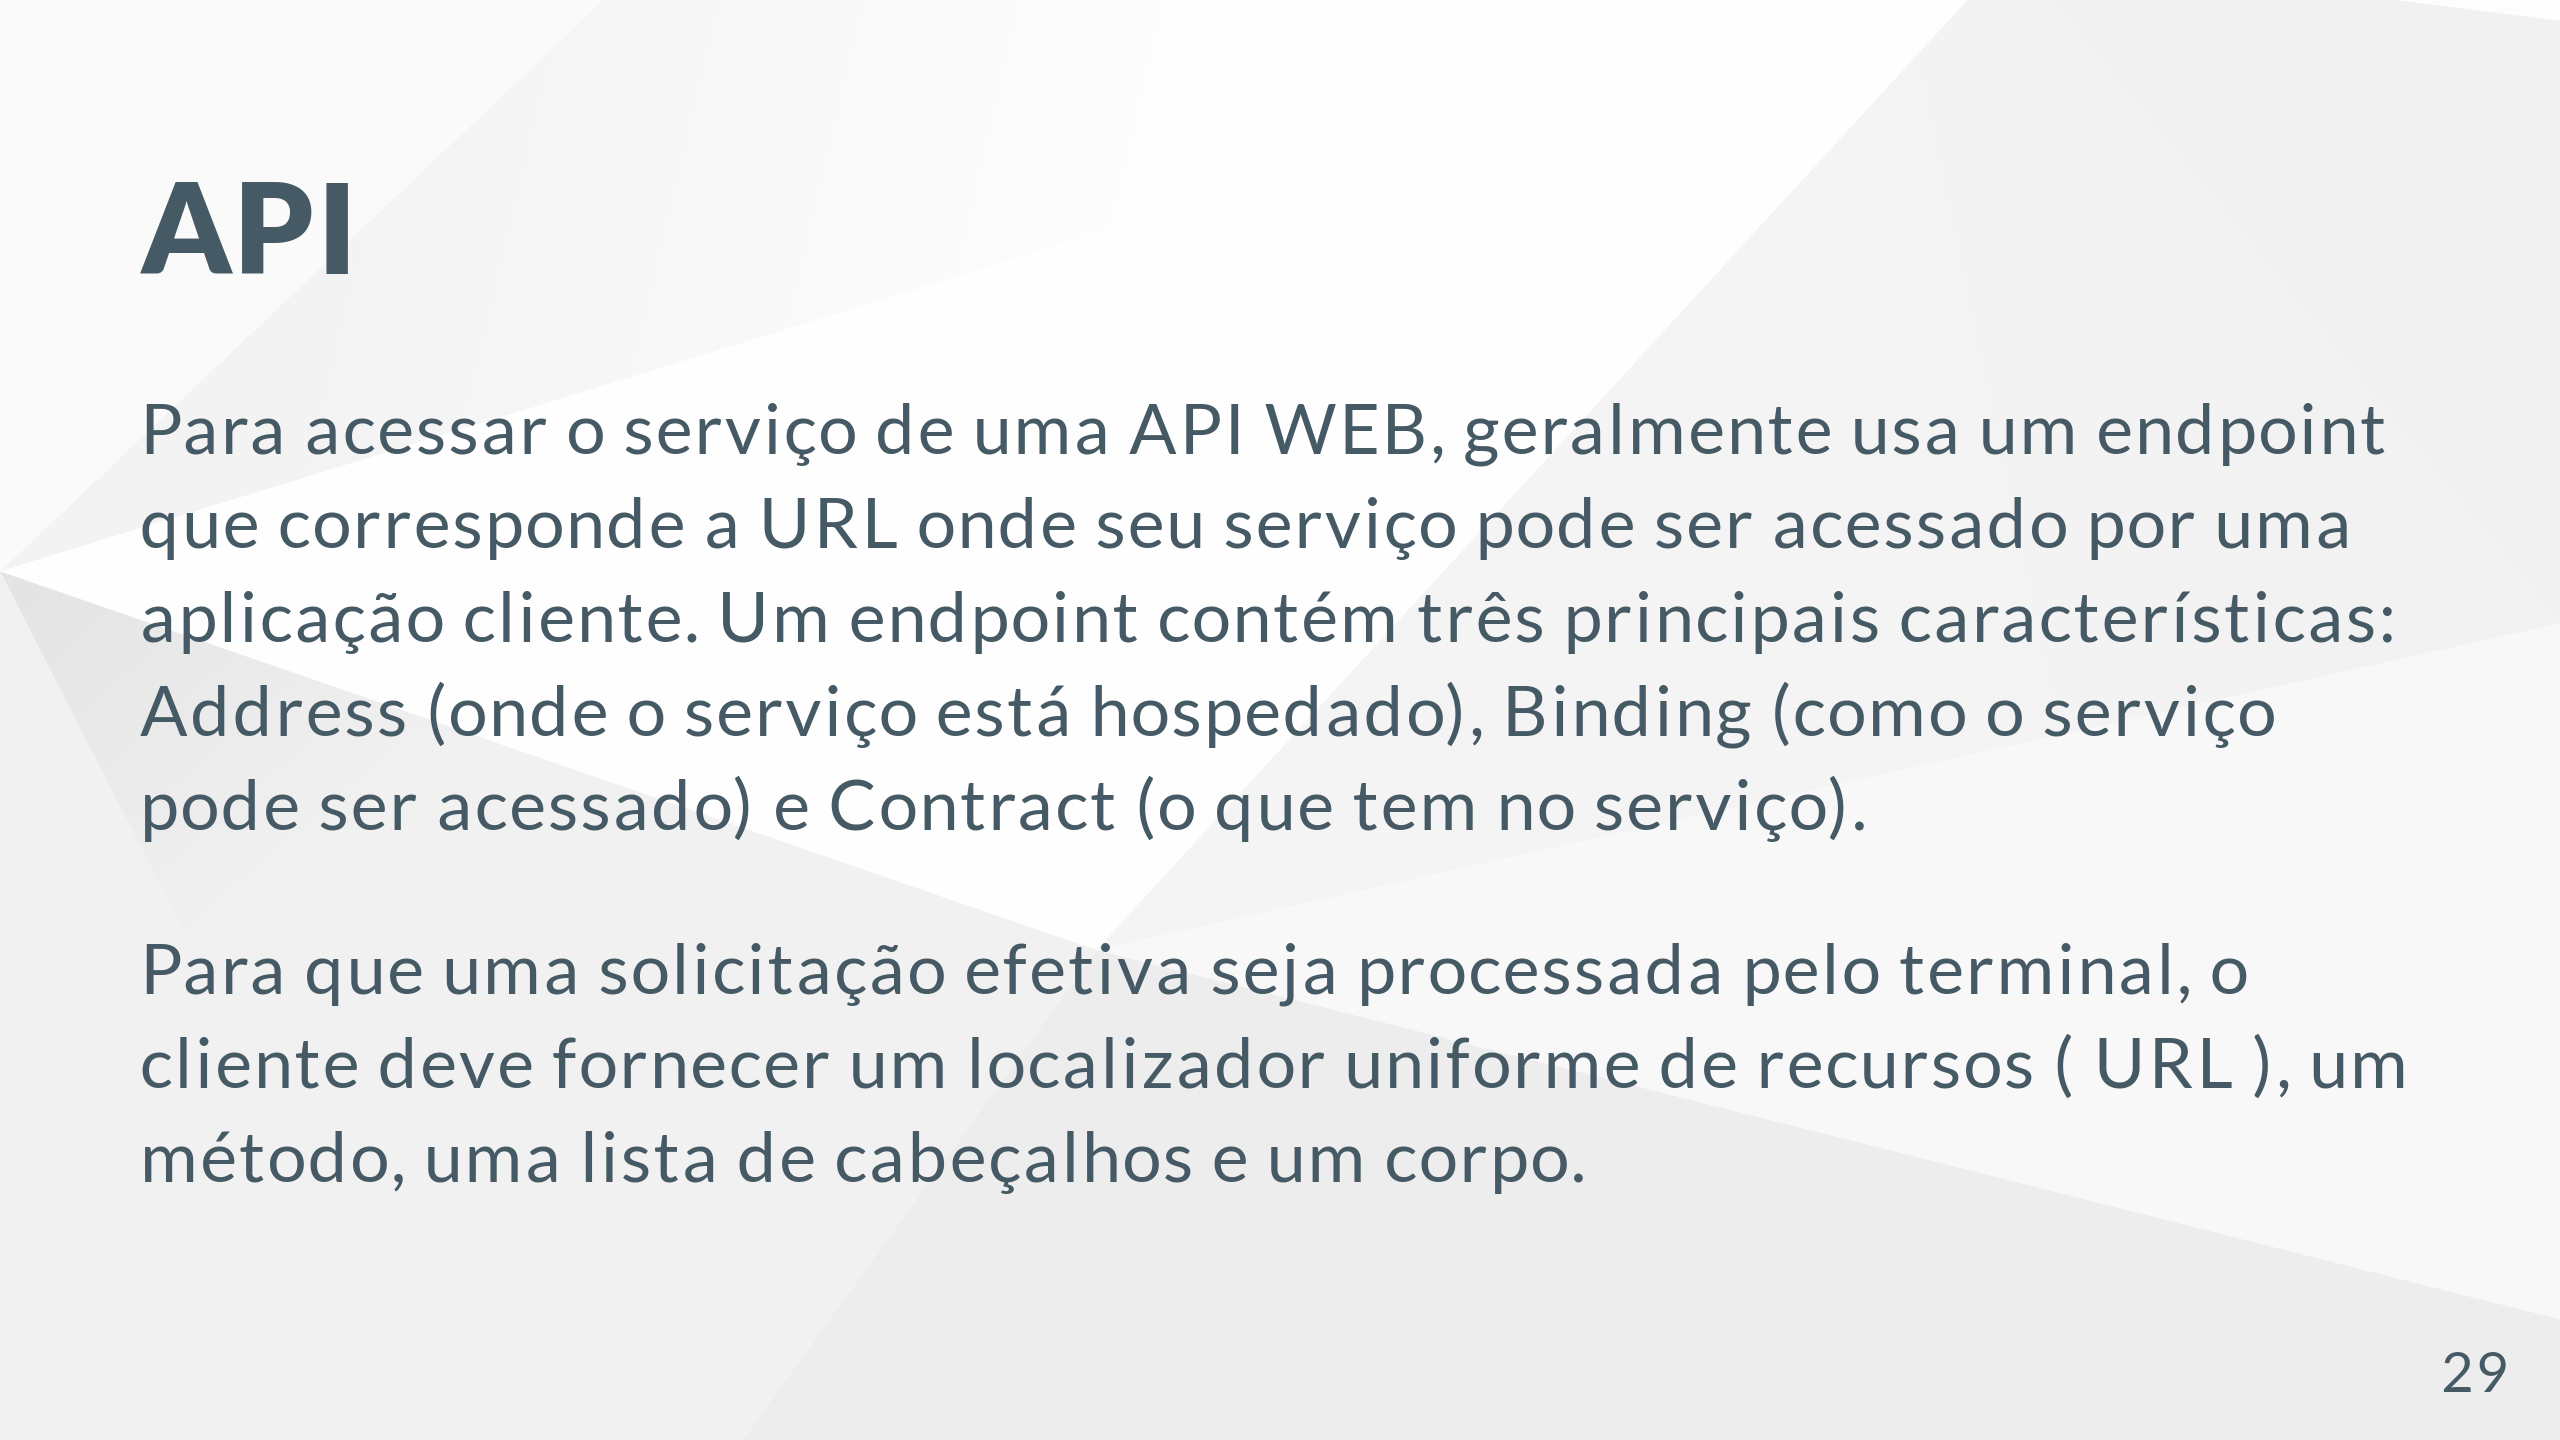 API
Para acessar o serviço de uma API WEB, geralmente usa um endpoint
que corresponde a URL onde seu serviço pode ser acessado por uma
aplicação cliente. Um endpoint contém três principais características:
Address (onde o serviço está hospedado), Binding (como o serviço
pode ser acessado) e Contract (o que tem no serviço).
Para que uma solicitação efetiva seja processada pelo terminal, o
cliente deve fornecer um localizador uniforme de recursos ( URL ), um
método, uma lista de cabeçalhos e um corpo.
29